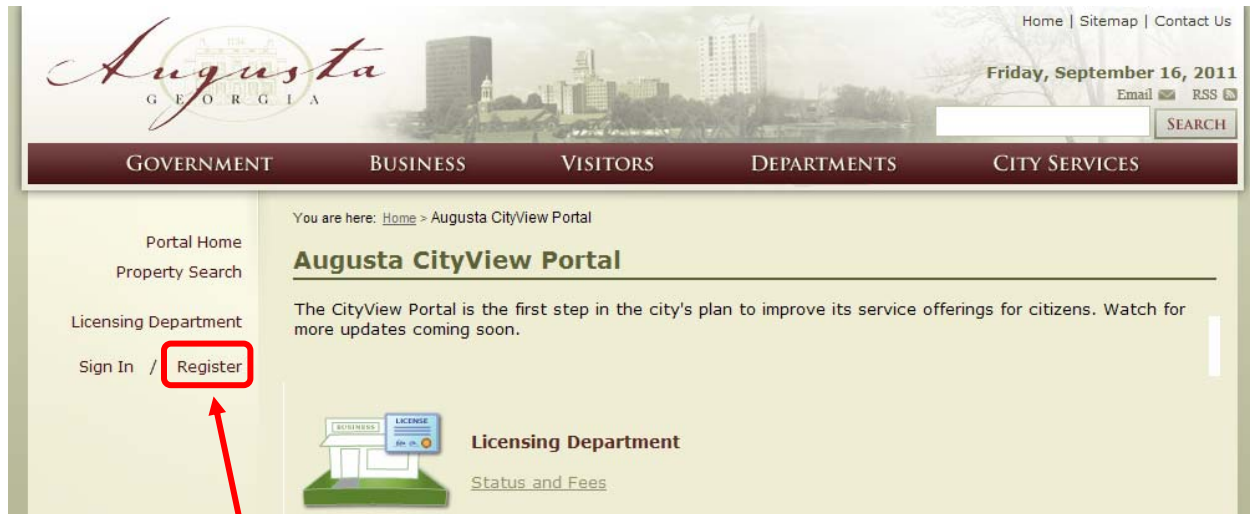 Home | Sitemap | Contact Us
Augusta
GEORGIA
Friday, September 16, 2011
Email RSS
SEARCH
GOVERNMENT BUSINESS VISITORS DEPARTMENTS CITY SERVICES
You are here: Home > Augusta CityView Portal
Portal Home
Property Search
Licensing Department
Sign In / Register
Augusta CityView Portal
The CityView Portal is the first step in the city's plan to improve its service offerings for citizens. Watch for
more updates coming soon.
BUSINESS
LICENSE
Licensing Department
Status and Fees